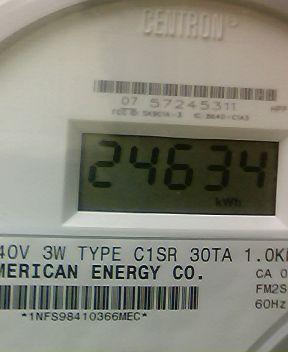 CENTRON
07 57245311
24634
kWh
40V 3W TYPE C1SR 30TA 1.0K
MERICAN ENERGY CO.
CA 0
FM2S
60Hz
*1NFS98410366MEC*